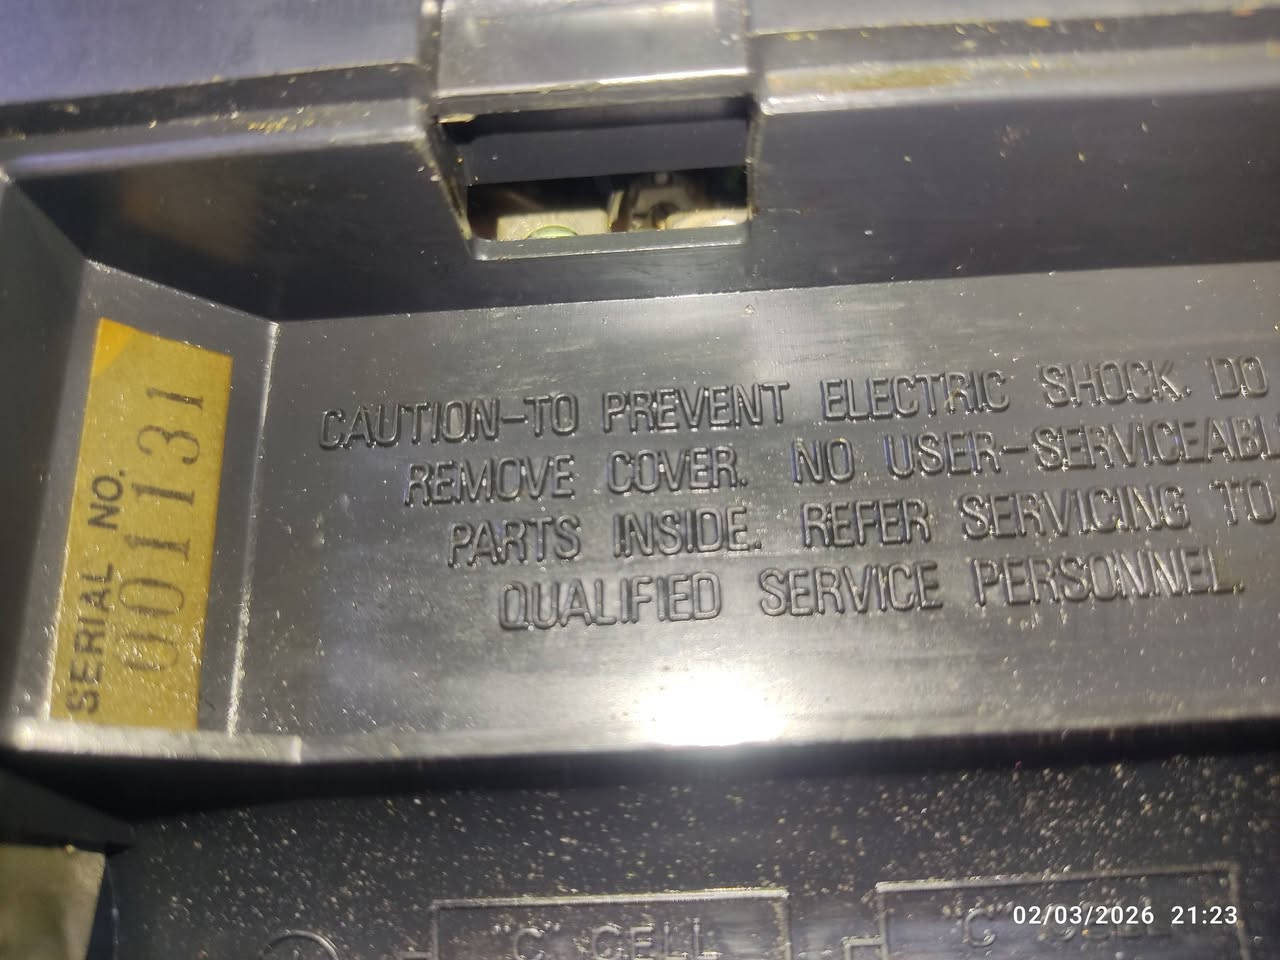 CAUTION-TO PREVENT ELECTRIC SHOCK. DO
REMOVE COVER. NO USER-SERVICEABL
PARTS INSIDE. REFER SERVICING TO
QUALIFIED SERVICE PERSONNEL.
SERIAL NO.
001131
"C" CELL
"C" CELL
02/03/2026 21:23